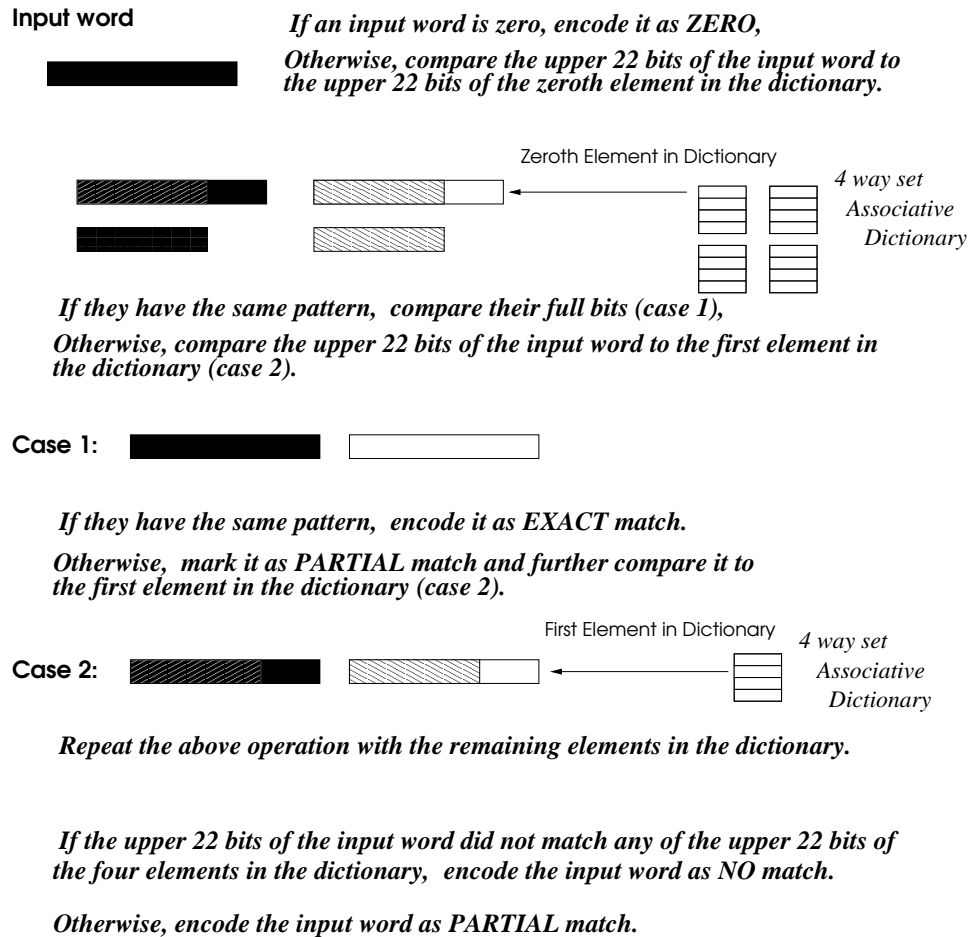 Input word
If an input word is zero, encode it as ZERO,
Otherwise, compare the upper 22 bits of the input word to
the upper 22 bits of the zeroth element in the dictionary.
Zeroth Element in Dictionary
4 way set
Associative
Dictionary
If they have the same pattern, compare their full bits (case 1),
Otherwise, compare the upper 22 bits of the input word to the first element in
the dictionary (case 2).
Case 1:
If they have the same pattern, encode it as EXACT match.
Otherwise, mark it as PARTIAL match and further compare it to
the first element in the dictionary (case 2).
First Element in Dictionary
4 way set
Associative
Dictionary
Case 2:
Repeat the above operation with the remaining elements in the dictionary.
If the upper 22 bits of the input word did not match any of the upper 22 bits of
the four elements in the dictionary, encode the input word as NO match.
Otherwise, encode the input word as PARTIAL match.